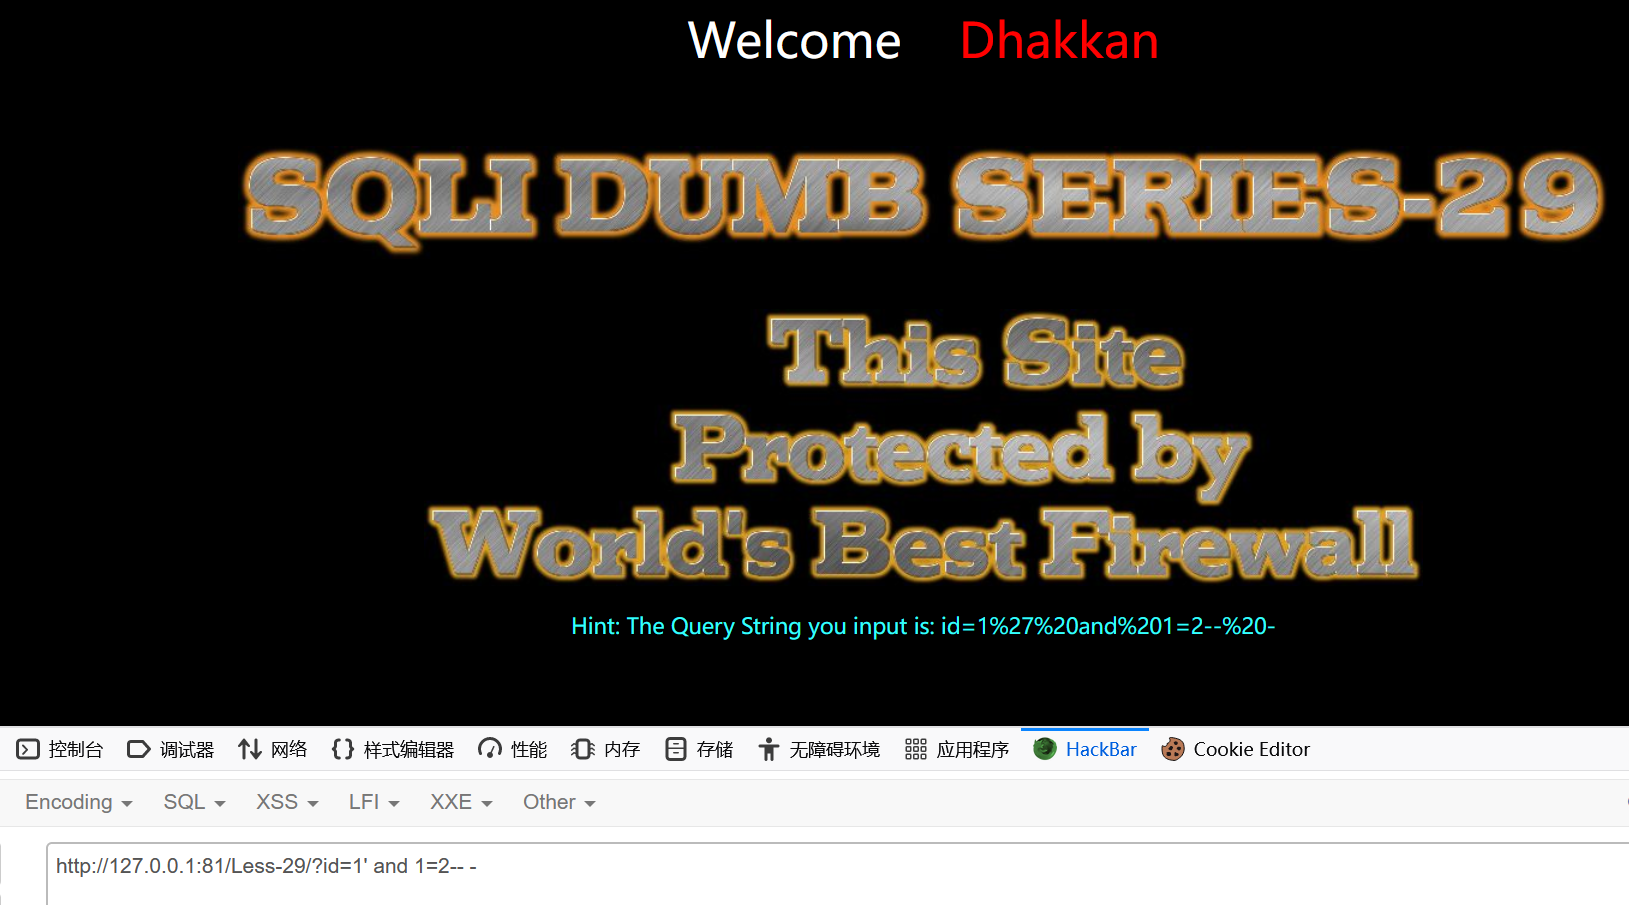 Welcome Dhakkan
SQLI DUMB SERIES-29
This Site
Protected by
World's Best Firewall
Hint: The Query String you input is: id=1%27%20and%201=2--%20-
控制台 调试器 网络 样式编辑器 性能 内存 存储 无障碍环境 应用程序 HackBar Cookie Editor
Encoding SQL XSS LFI XXE Other
http://127.0.0.1:81/Less-29/?id=1' and 1=2-- -